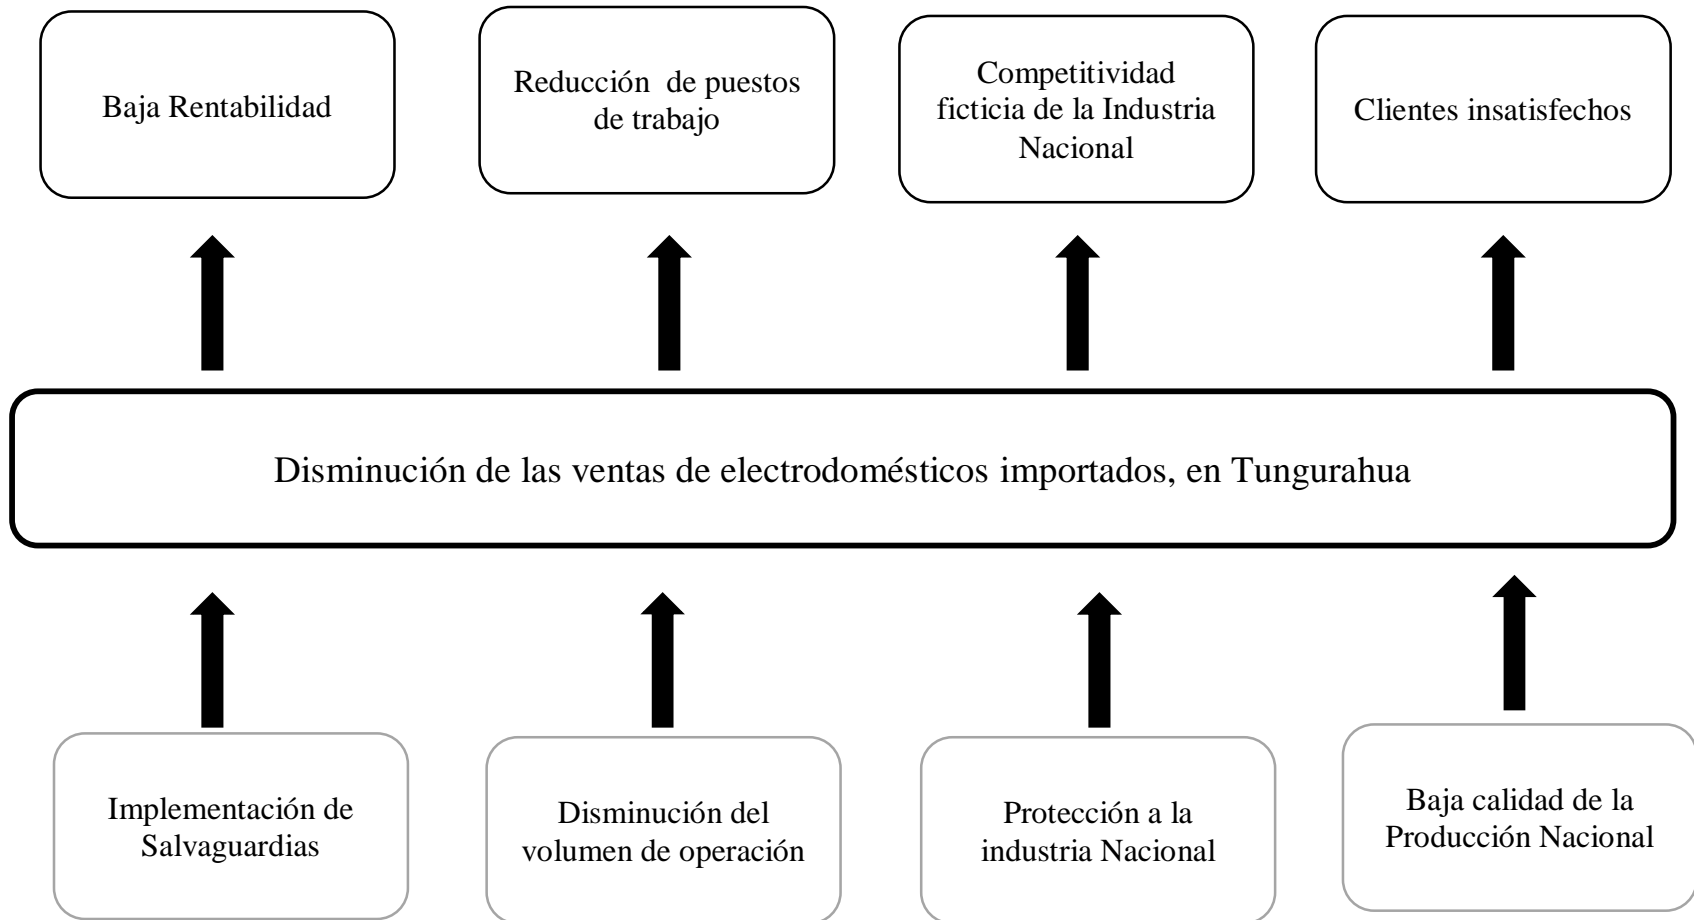 Baja Rentabilidad
Reducción de puestos
de trabajo
Competitividad
ficticia de la Industria
Nacional
Clientes insatisfechos
Disminución de las ventas de electrodomésticos importados, en Tungurahua
Implementación de
Salvaguardias
Disminución del
volumen de operación
Protección a la
industria Nacional
Baja calidad de la
Producción Nacional